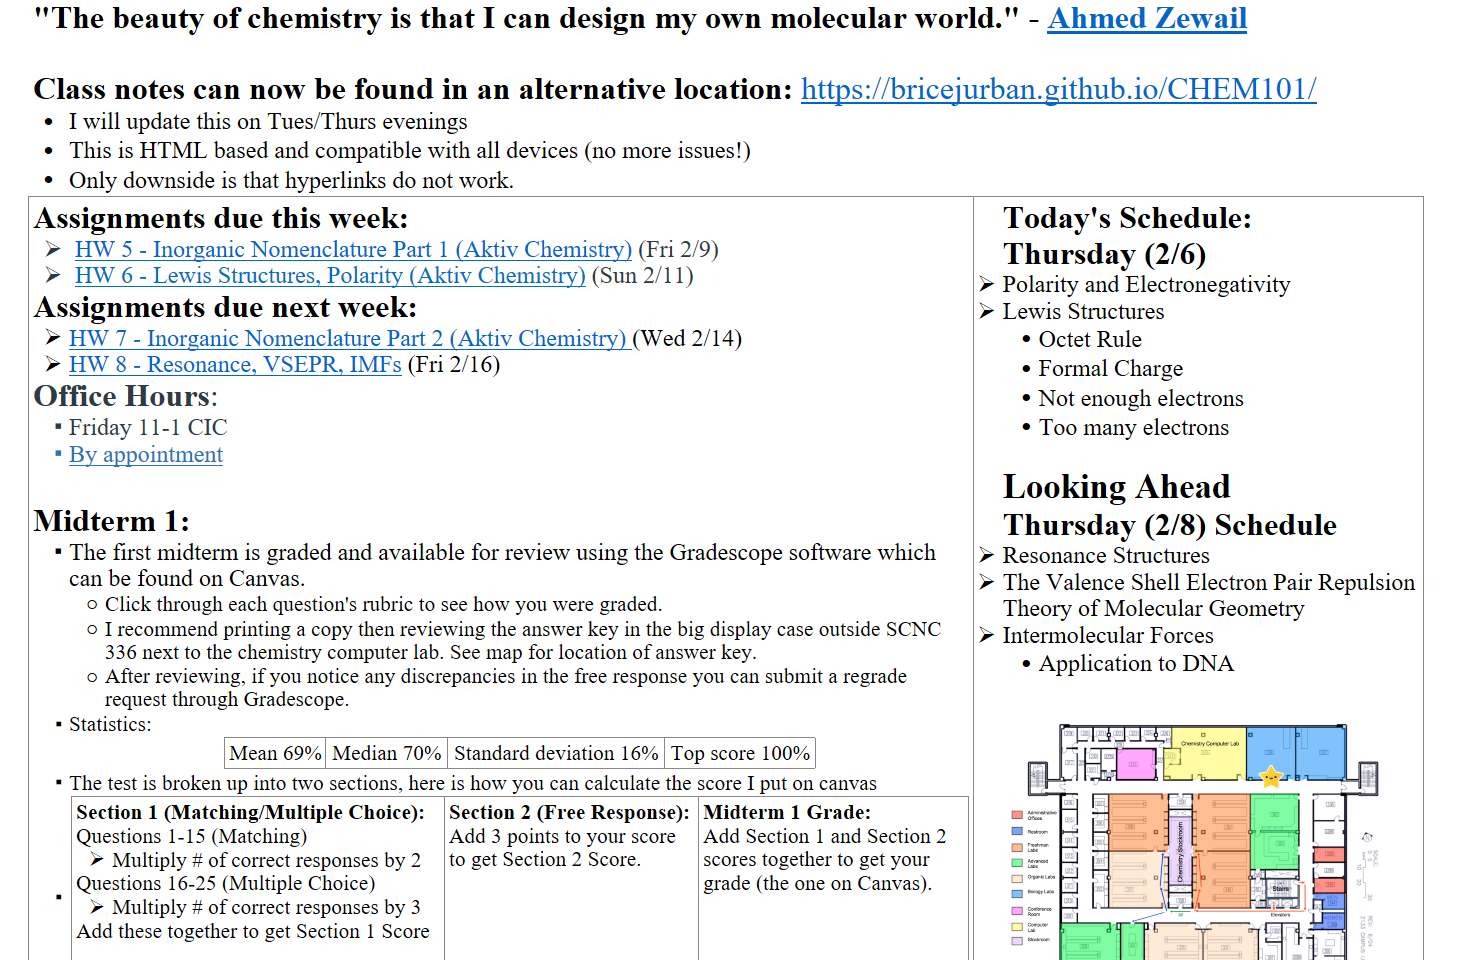 "The beauty of chemistry is that I can design my own molecular world." - Ahmed Zewail
Class notes can now be found in an alternative location: https://bricejurban.github.io/CHEM101/
• I will update this on Tues/Thurs evenings
• This is HTML based and compatible with all devices (no more issues!)
• Only downside is that hyperlinks do not work.
Assignments due this week:
➢ HW 5 - Inorganic Nomenclature Part 1 (Aktiv Chemistry) (Fri 2/9)
➢ HW 6 - Lewis Structures, Polarity (Aktiv Chemistry) (Sun 2/11)
Assignments due next week:
➢ HW 7 - Inorganic Nomenclature Part 2 (Aktiv Chemistry) (Wed 2/14)
➢ HW 8 - Resonance, VSEPR, IMFs (Fri 2/16)
Office Hours:
▪ Friday 11-1 CIC
▪ By appointment
Midterm 1:
▪ The first midterm is graded and available for review using the Gradescope software which
can be found on Canvas.
○ Click through each question's rubric to see how you were graded.
○ I recommend printing a copy then reviewing the answer key in the big display case outside SCNC
336 next to the chemistry computer lab. See map for location of answer key.
○ After reviewing, if you notice any discrepancies in the free response you can submit a regrade
request through Gradescope.
▪ Statistics:
Mean 69% Median 70% Standard deviation 16% Top score 100%
▪ The test is broken up into two sections, here is how you can calculate the score I put on canvas
Section 1 (Matching/Multiple Choice):
Questions 1-15 (Matching)
➢ Multiply # of correct responses by 2
Questions 16-25 (Multiple Choice)
➢ Multiply # of correct responses by 3
Add these together to get Section 1 Score
Section 2 (Free Response):
Add 3 points to your score
to get Section 2 Score.
Midterm 1 Grade:
Add Section 1 and Section 2
scores together to get your
grade (the one on Canvas).
Today's Schedule:
Thursday (2/6)
➢ Polarity and Electronegativity
➢ Lewis Structures
• Octet Rule
• Formal Charge
• Not enough electrons
• Too many electrons
Looking Ahead
Thursday (2/8) Schedule
➢ Resonance Structures
➢ The Valence Shell Electron Pair Repulsion
Theory of Molecular Geometry
➢ Intermolecular Forces
• Application to DNA
Chemistry Computer Lab
Chemistry Stockroom
Stairs
Elevators
or
Administrative
Offices
Restroom
Freshman
Labs
Advanced
Labs
Organic Labs
Biology Labs
Conference
Room
Computer
Lab
Stockroom